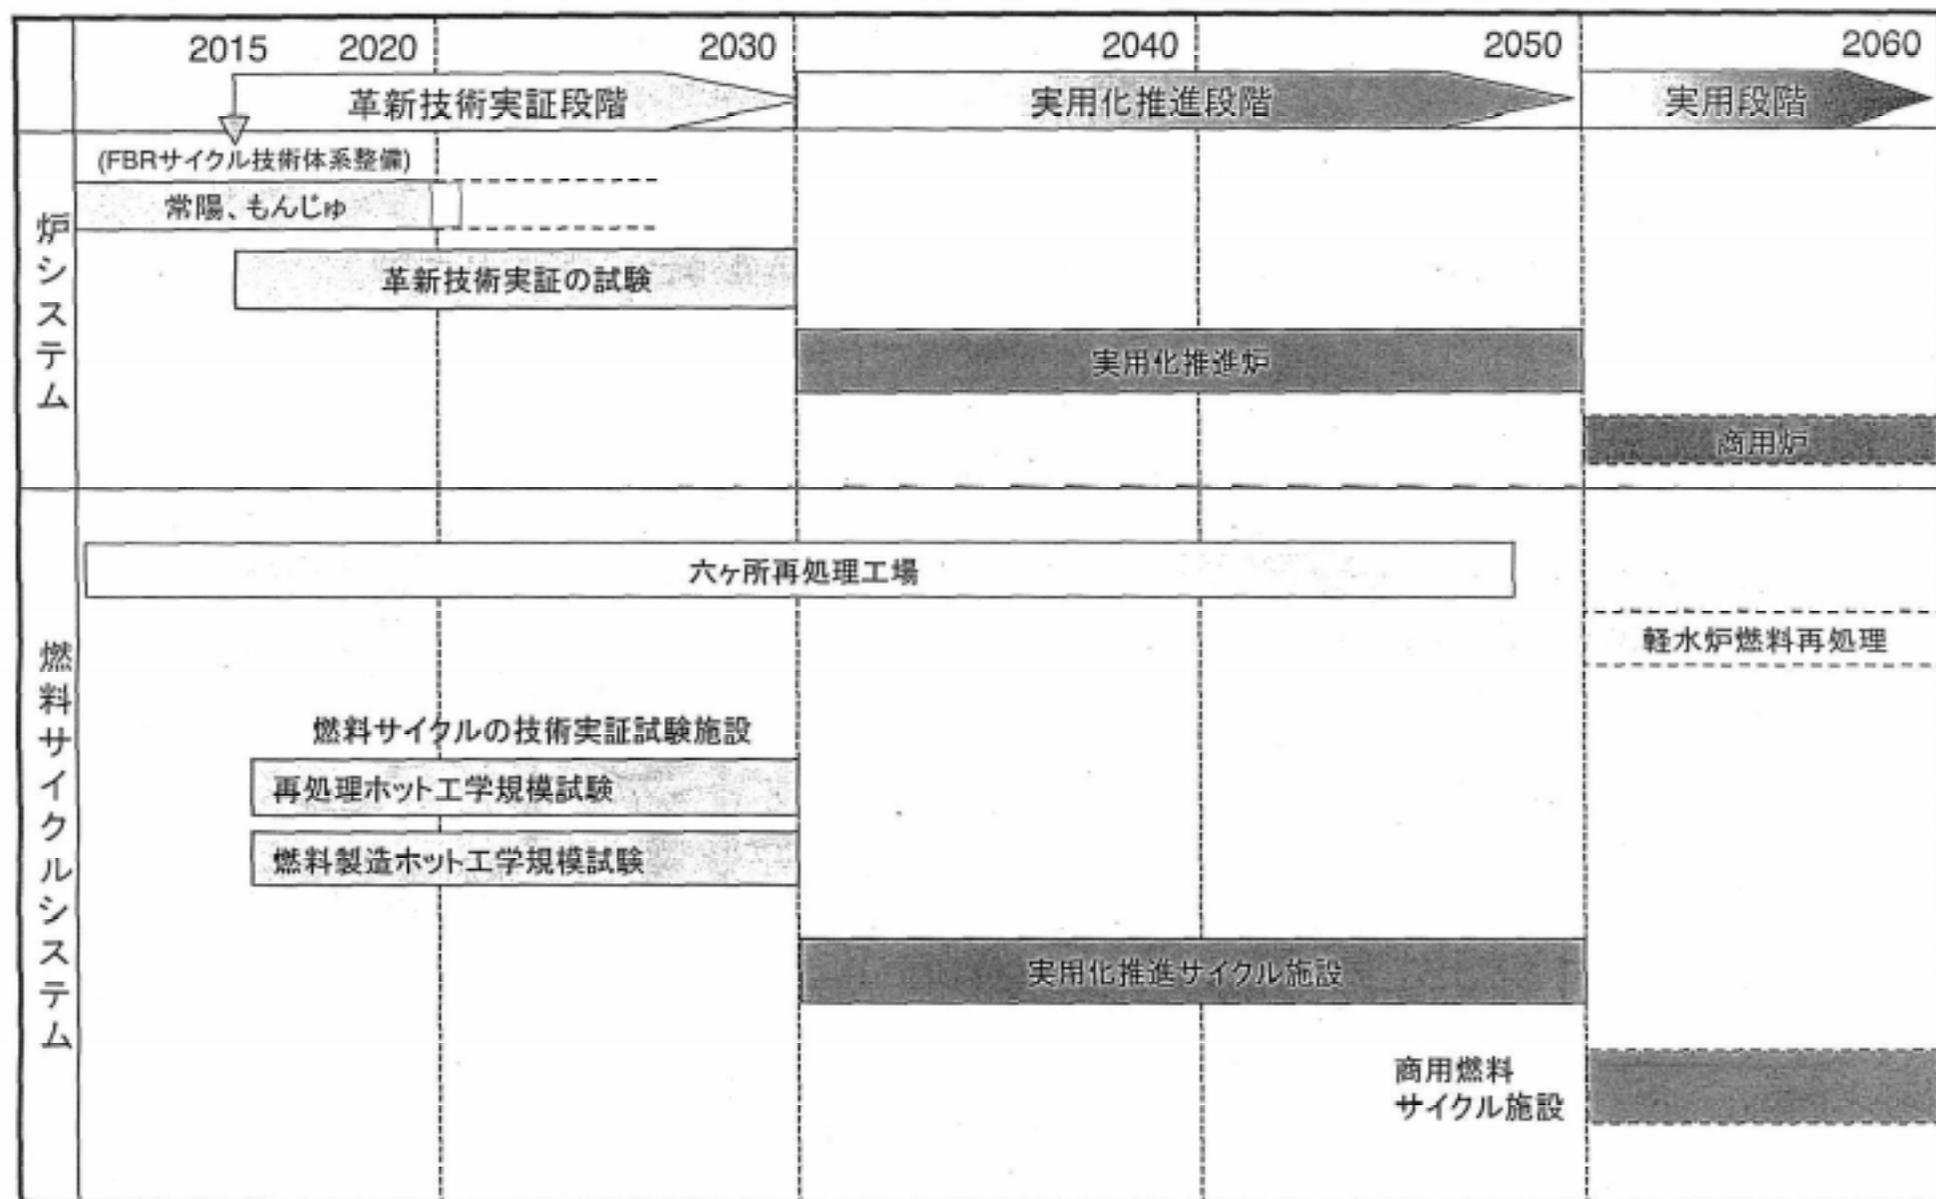 2015
2020
2030
2040
2050
2060
革新技術実証段階
実用化推進段階
実用段階
炉システム
(FBRサイクル技術体系整備)
常陽、もんじゅ
革新技術実証の試験
実用化推進炉
商用炉
燃料サイクルシステム
六ヶ所再処理工場
軽水炉燃料再処理
燃料サイクルの技術実証試験施設
再処理ホット工学規模試験
燃料製造ホット工学規模試験
実用化推進サイクル施設
商用燃料
サイクル施設